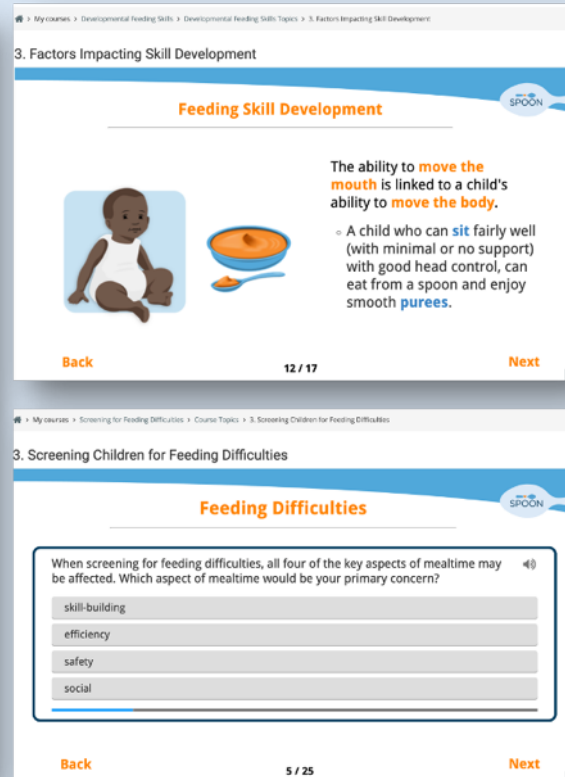 My courses > Developmental Feeding Skills > Developmental Feeding Skills Topics > 3. Factors Impacting Skill Development
3. Factors Impacting Skill Development
SPOON
Feeding Skill Development
The ability to move the
mouth is linked to a child's
ability to move the body.
◦ A child who can sit fairly well
(with minimal or no support)
with good head control, can
eat from a spoon and enjoy
smooth purees.
Back
12 / 17
Next
My courses > Screening for Feeding Difficulties > Course Topics > 3. Screening Children for Feeding Difficulties
3. Screening Children for Feeding Difficulties
SPOON
Feeding Difficulties
When screening for feeding difficulties, all four of the key aspects of mealtime may
be affected. Which aspect of mealtime would be your primary concern?
skill-building
efficiency
safety
social
Back
5 / 25
Next